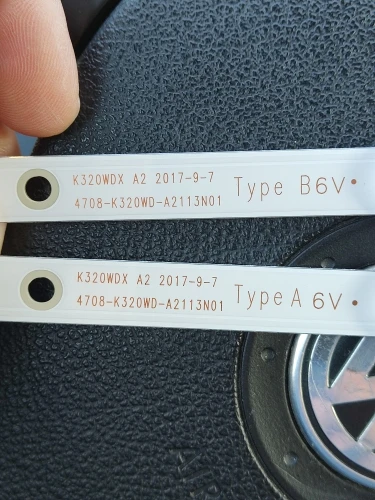 K320WDX A2 2017-9-7
4708-K320WD-A2113N01
Type B6V
K320WDX A2 2017-9-7
4708-K320WD-A2113N01
Type A 6V